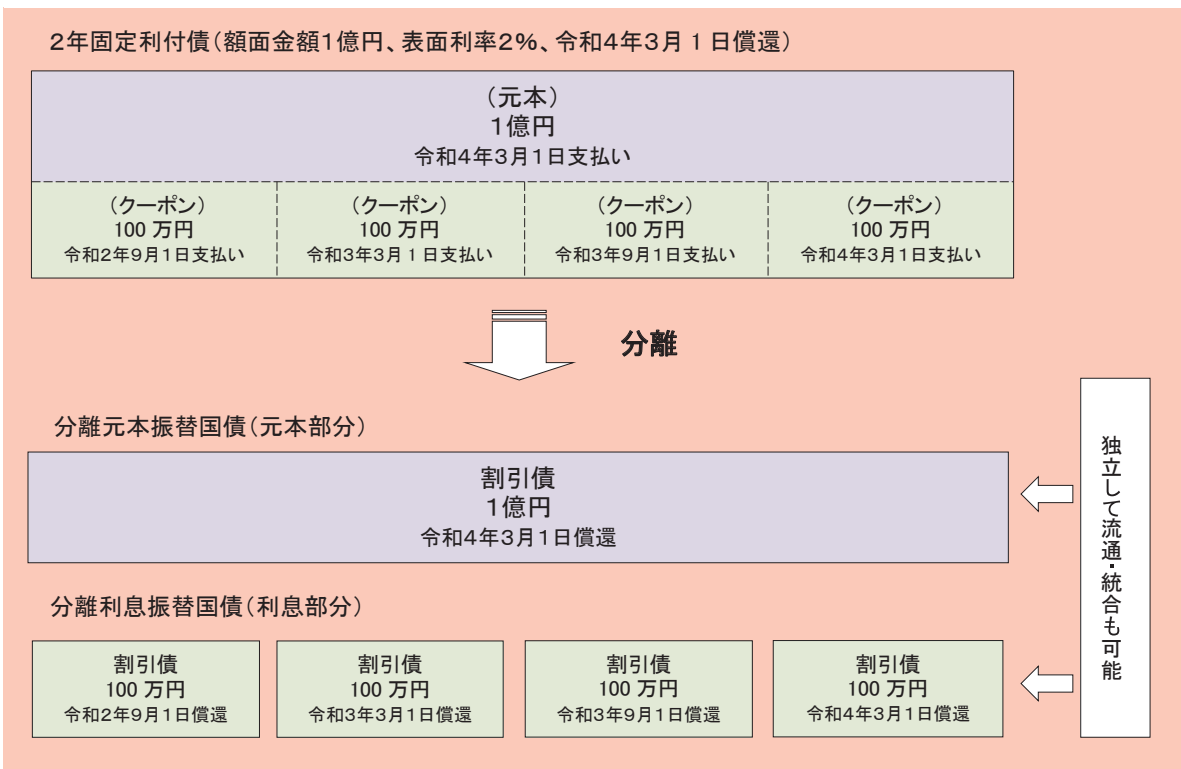 2年固定利付債（額面金額1億円、表面利率2%、令和4年3月1日償還）
（元本）
1億円
令和4年3月1日支払い
（クーポン）
100 万円
令和2年9月1日支払い
（クーポン）
100 万円
令和3年3月1日支払い
（クーポン）
100 万円
令和3年9月1日支払い
（クーポン）
100 万円
令和4年3月1日支払い
分離
分離元本振替国債（元本部分）
割引債
1億円
令和4年3月1日償還
分離利息振替国債（利息部分）
割引債
100 万円
令和2年9月1日償還
割引債
100 万円
令和3年3月1日償還
割引債
100 万円
令和3年9月1日償還
割引債
100 万円
令和4年3月1日償還
独立して流通・統合も可能